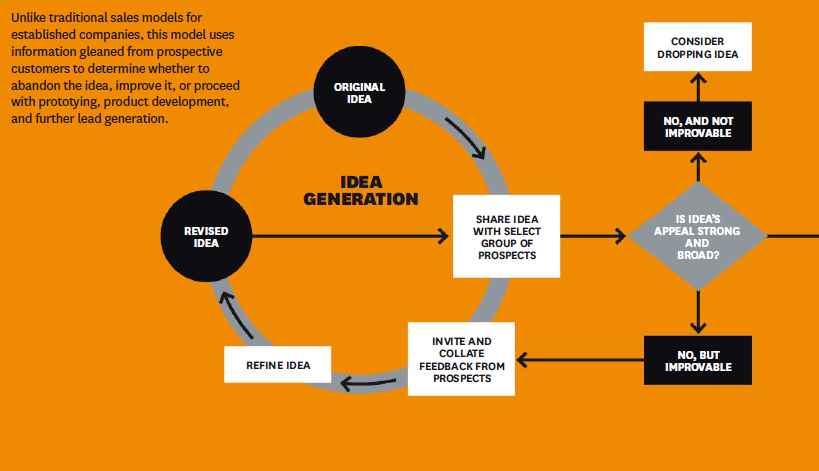 Unlike traditional sales models for
established companies, this model uses
information gleaned from prospective
customers to determine whether to
abandon the idea, improve it, or proceed
with prototying, product development,
and further lead generation.
ORIGINAL
IDEA
IDEA
GENERATION
REVISED
IDEA
SHARE IDEA
WITH SELECT
GROUP OF
PROSPECTS
INVITE AND
COLLATE
FEEDBACK FROM
PROSPECTS
REFINE IDEA
CONSIDER
DROPPING IDEA
NO, AND NOT
IMPROVABLE
IS IDEA'S
APPEAL STRONG
AND
BROAD?
NO, BUT
IMPROVABLE